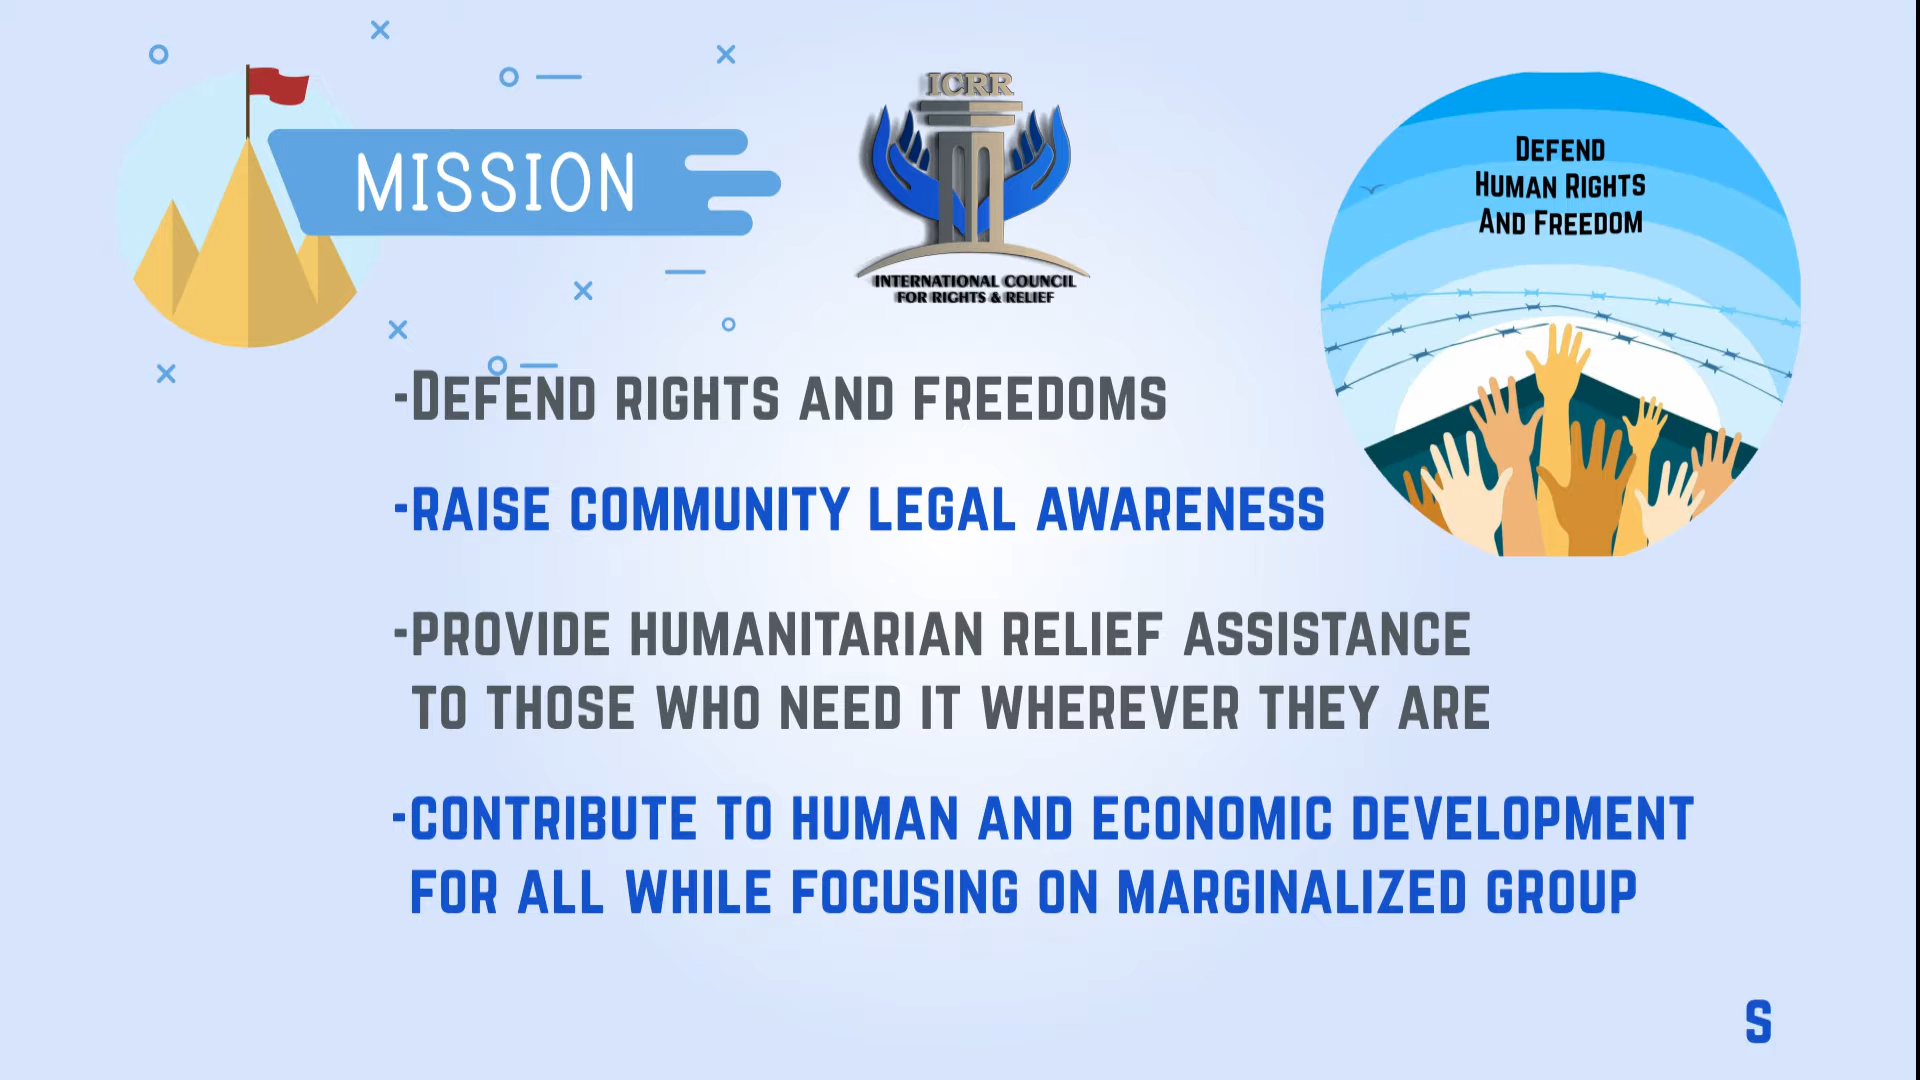 MISSION
ICRR
INTERNATIONAL COUNCIL
FOR RIGHTS & RELIEF
DEFEND
HUMAN RIGHTS
AND FREEDOM
-DEFEND RIGHTS AND FREEDOMS
-RAISE COMMUNITY LEGAL AWARENESS
-PROVIDE HUMANITARIAN RELIEF ASSISTANCE
TO THOSE WHO NEED IT WHEREVER THEY ARE
-CONTRIBUTE TO HUMAN AND ECONOMIC DEVELOPMENT
FOR ALL WHILE FOCUSING ON MARGINALIZED GROUP
S